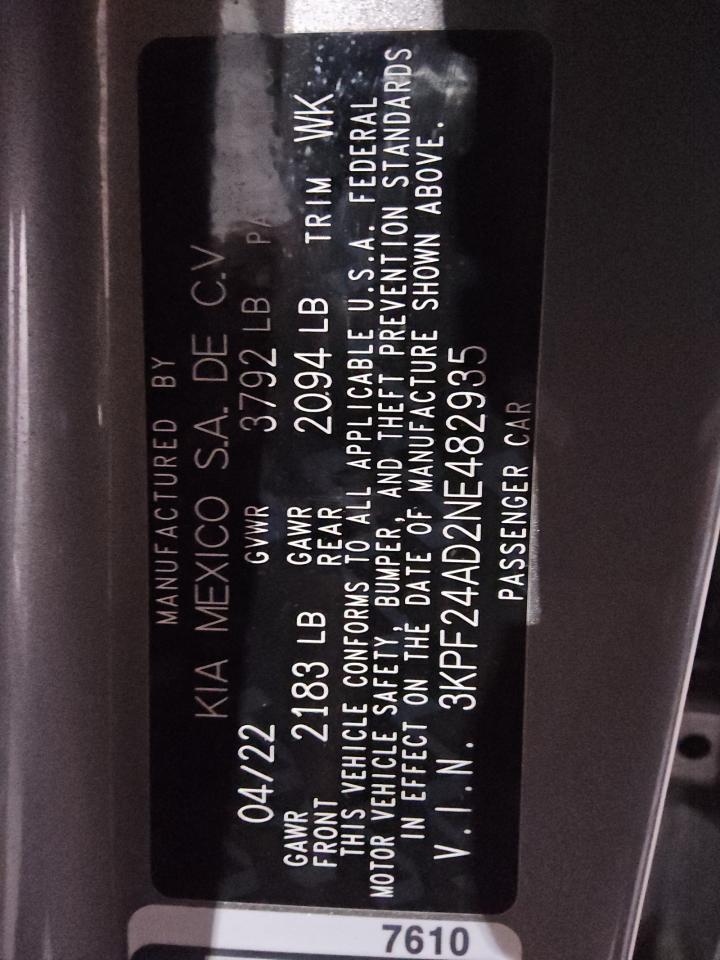 MANUFACTURED BY
KIA MEXICO S.A. DE C.V
04/22 GVWR 3792 LB
GAWR FRONT 2183 LB GAWR REAR 2094 LB TRIM WK
THIS VEHICLE CONFORMS TO ALL APPLICABLE U.S.A. FEDERAL
MOTOR VEHICLE SAFETY, BUMPER, AND THEFT PREVENTION STANDARDS
IN EFFECT ON THE DATE OF MANUFACTURE SHOWN ABOVE.
V.I.N. 3KPF24AD2NE482935
PASSENGER CAR
7610